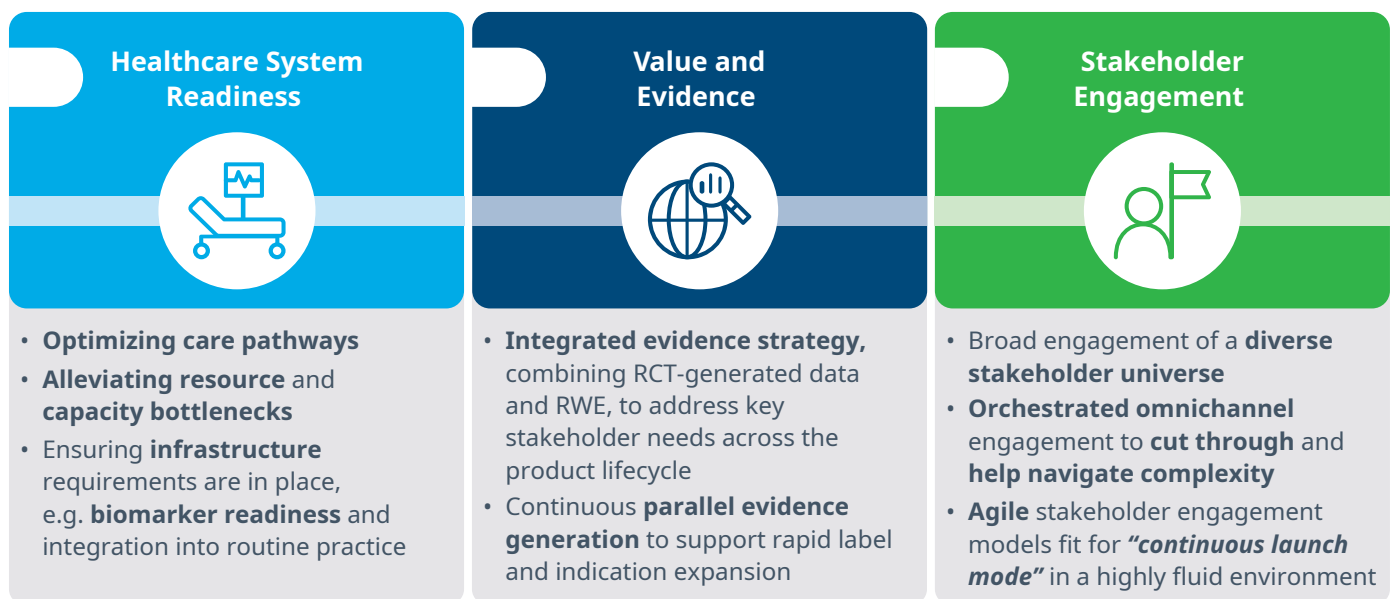 Healthcare System
Readiness
• Optimizing care pathways
• Alleviating resource and
capacity bottlenecks
• Ensuring infrastructure
requirements are in place,
e.g. biomarker readiness and
integration into routine practice
Value and
Evidence
• Integrated evidence strategy,
combining RCT-generated data
and RWE, to address key
stakeholder needs across the
product lifecycle
• Continuous parallel evidence
generation to support rapid label
and indication expansion
Stakeholder
Engagement
• Broad engagement of a diverse
stakeholder universe
• Orchestrated omnichannel
engagement to cut through and
help navigate complexity
• Agile stakeholder engagement
models fit for “continuous launch
mode” in a highly fluid environment